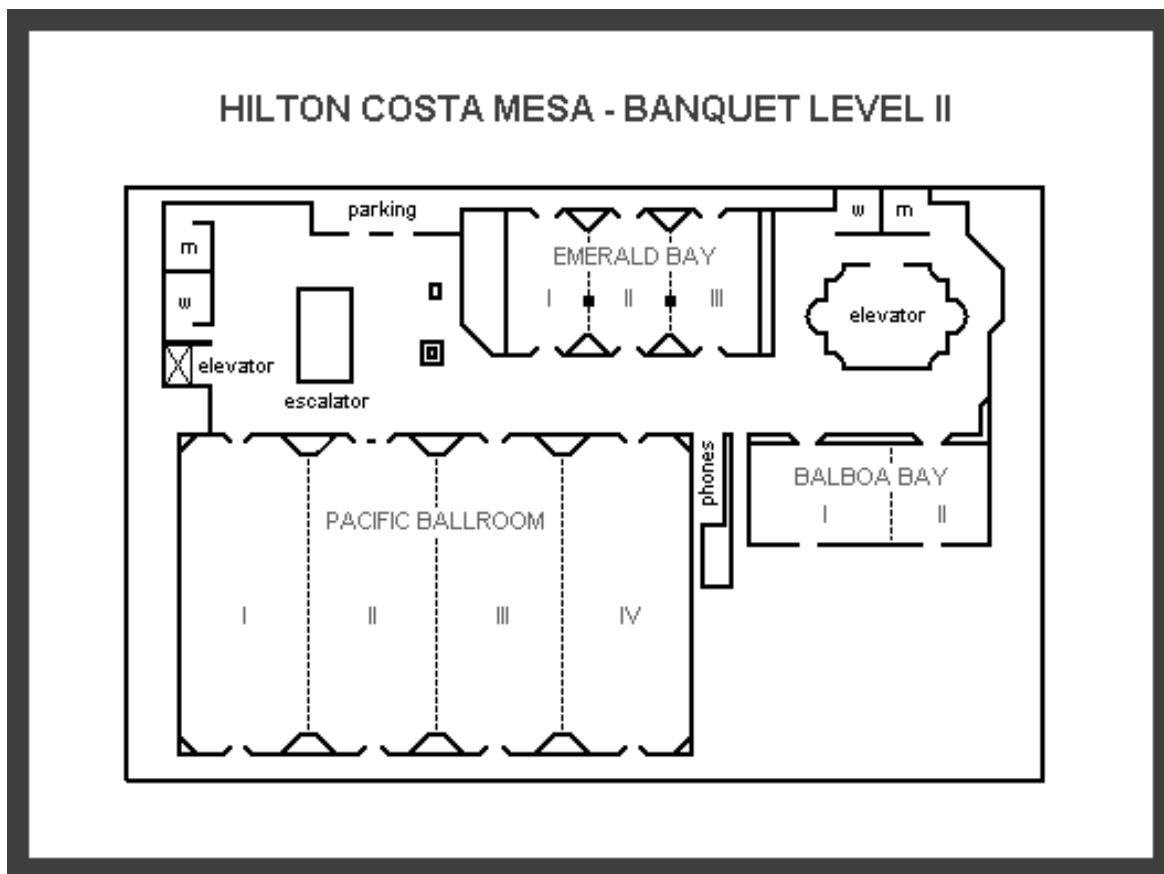 HILTON COSTA MESA - BANQUET LEVEL II
parking
w m
m
EMERALD BAY
I II III
w
elevator
elevator
escalator
phones
BALBOA BAY
I II
PACIFIC BALLROOM
I II III IV